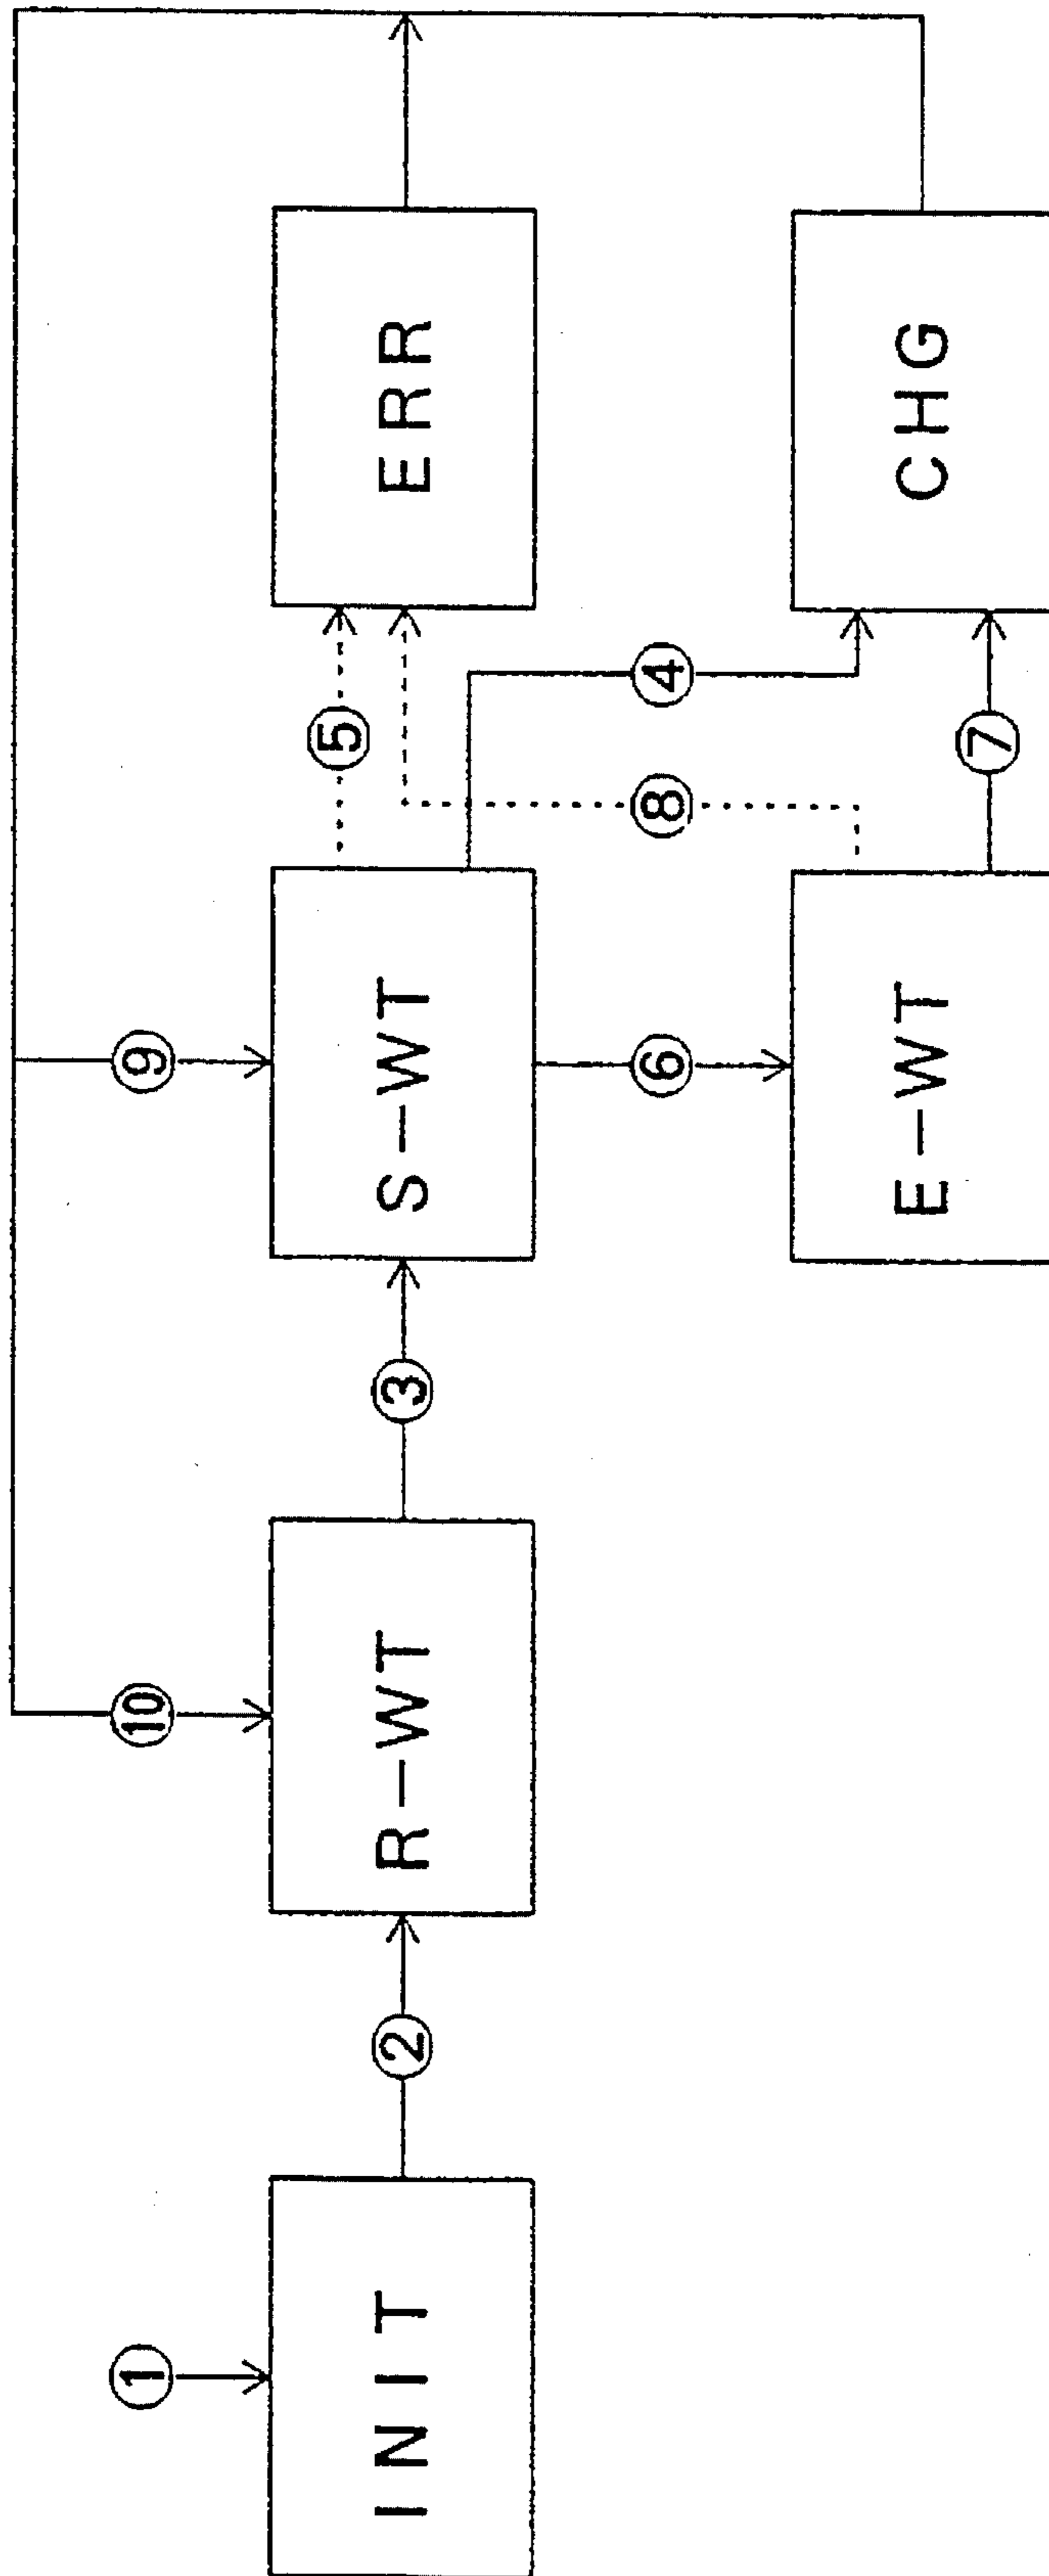 ①
⑩
⑨
INIT
②
R-WT
③
S-WT
⑤
ERR
⑥
⑧
④
E-WT
⑦
CHG